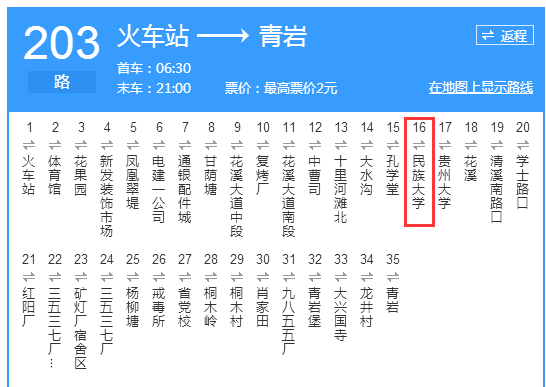 203
路
火车站 → 青岩
返程
首车：06:30
末车：21:00
票价：最高票价2元
在地图上显示路线
1 火车站
2 体育馆
3 花果园
4 新发装饰市场
5 凤凰翠堤
6 电建一公司
7 通银配件城
8 甘荫塘
9 花溪大道中段
10 复烤厂
11 花溪大道南段
12 中曹司
13 十里河滩北
14 大水沟
15 孔学堂
16 民族大学
17 贵州大学
18 花溪
19 清溪南路口
20 学士路口
21 红阳厂
22 三五三七厂…
23 矿灯厂宿舍区
24 三五三七厂
25 杨柳塘
26 戒毒所
27 省党校
28 桐木岭
29 桐木村
30 肖家田
31 九八五五厂
32 青岩堡
33 大兴国寺
34 龙井村
35 青岩